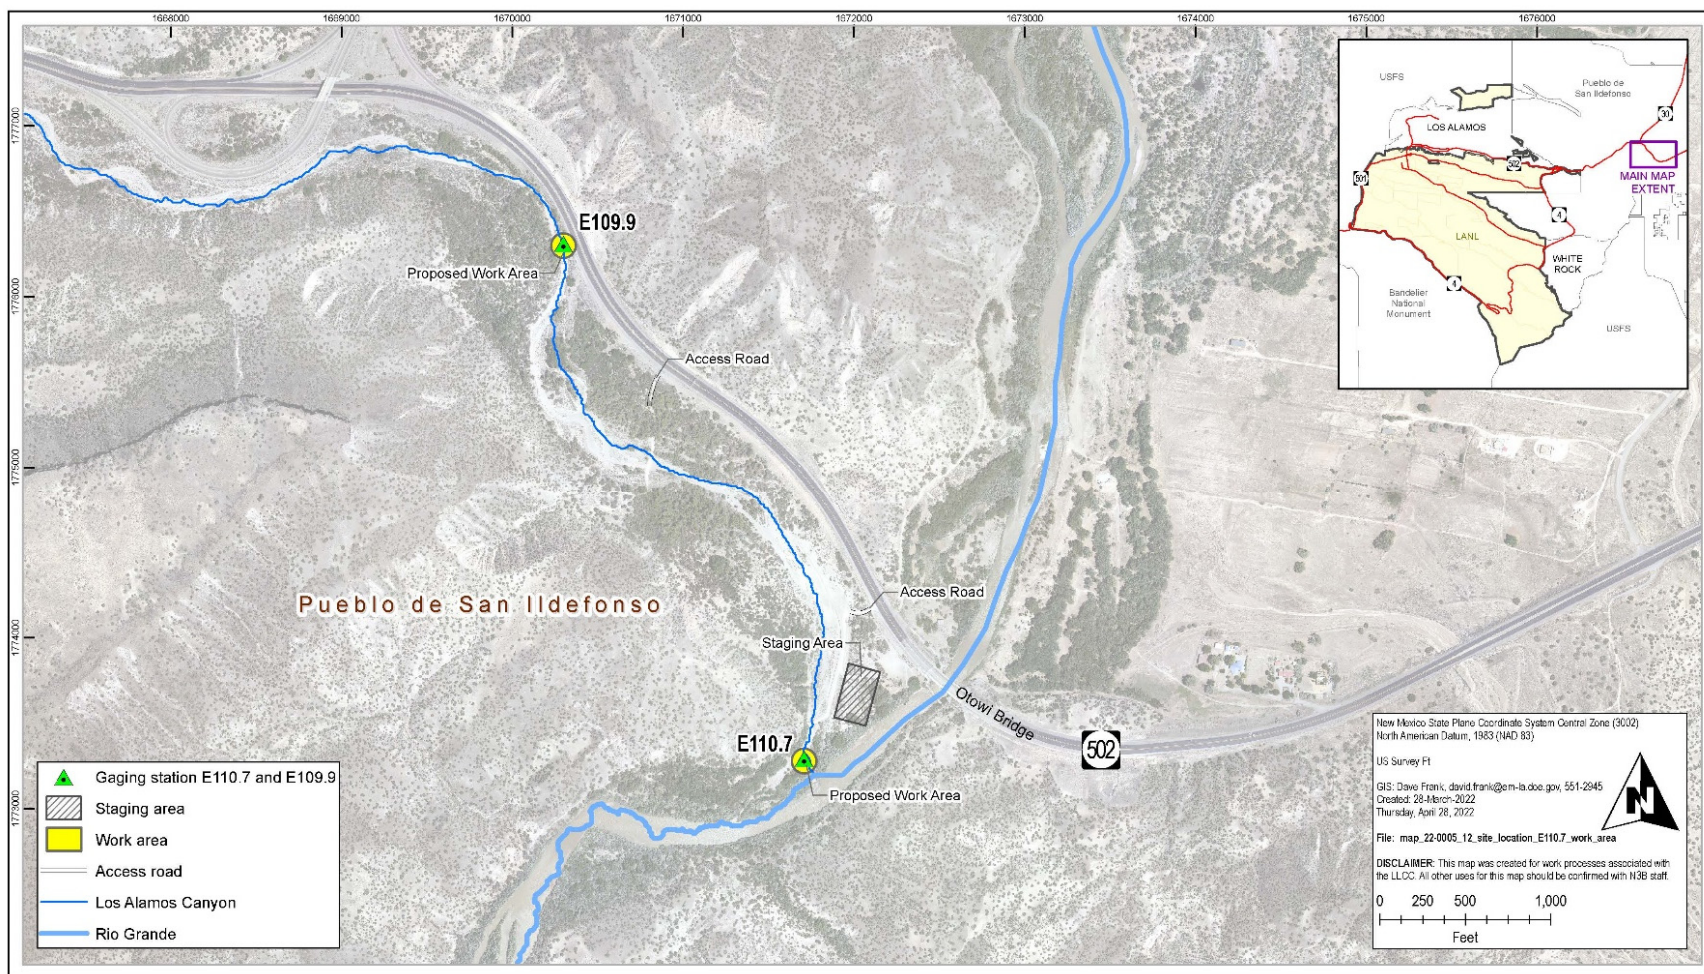 1668000
1669000
1670000
1671000
1672000
1673000
1674000
1675000
1676000
1777000
1776000
1775000
1774000
1773000
USFS
Pueblo de
San Ildefonso
30
LOS ALAMOS
502
501
MAIN MAP
EXTENT
4
LANL
WHITE
ROCK
4
Bandelier
National
Monument
USFS
E109.9
Proposed Work Area
Access Road
Pueblo de San Ildefonso
Access Road
Staging Area
Otowi Bridge
502
E110.7
Proposed Work Area
Gaging station E110.7 and E109.9
Staging area
Work area
Access road
Los Alamos Canyon
Rio Grande
New Mexico State Plane Coordinate System Central Zone (3002)
North American Datum, 1983 (NAD 83)
US Survey Ft
GIS: Dave Frank, david.frank@em-la.doe.gov, 551-2945
Created: 28-March-2022
Thursday, April 28, 2022
File: map_22-0005_12_site_location_E110.7_work_area
DISCLAIMER: This map was created for work processes associated with
the LLCC. All other uses for this map should be confirmed with N3B staff.
N
0 250 500 1,000
Feet